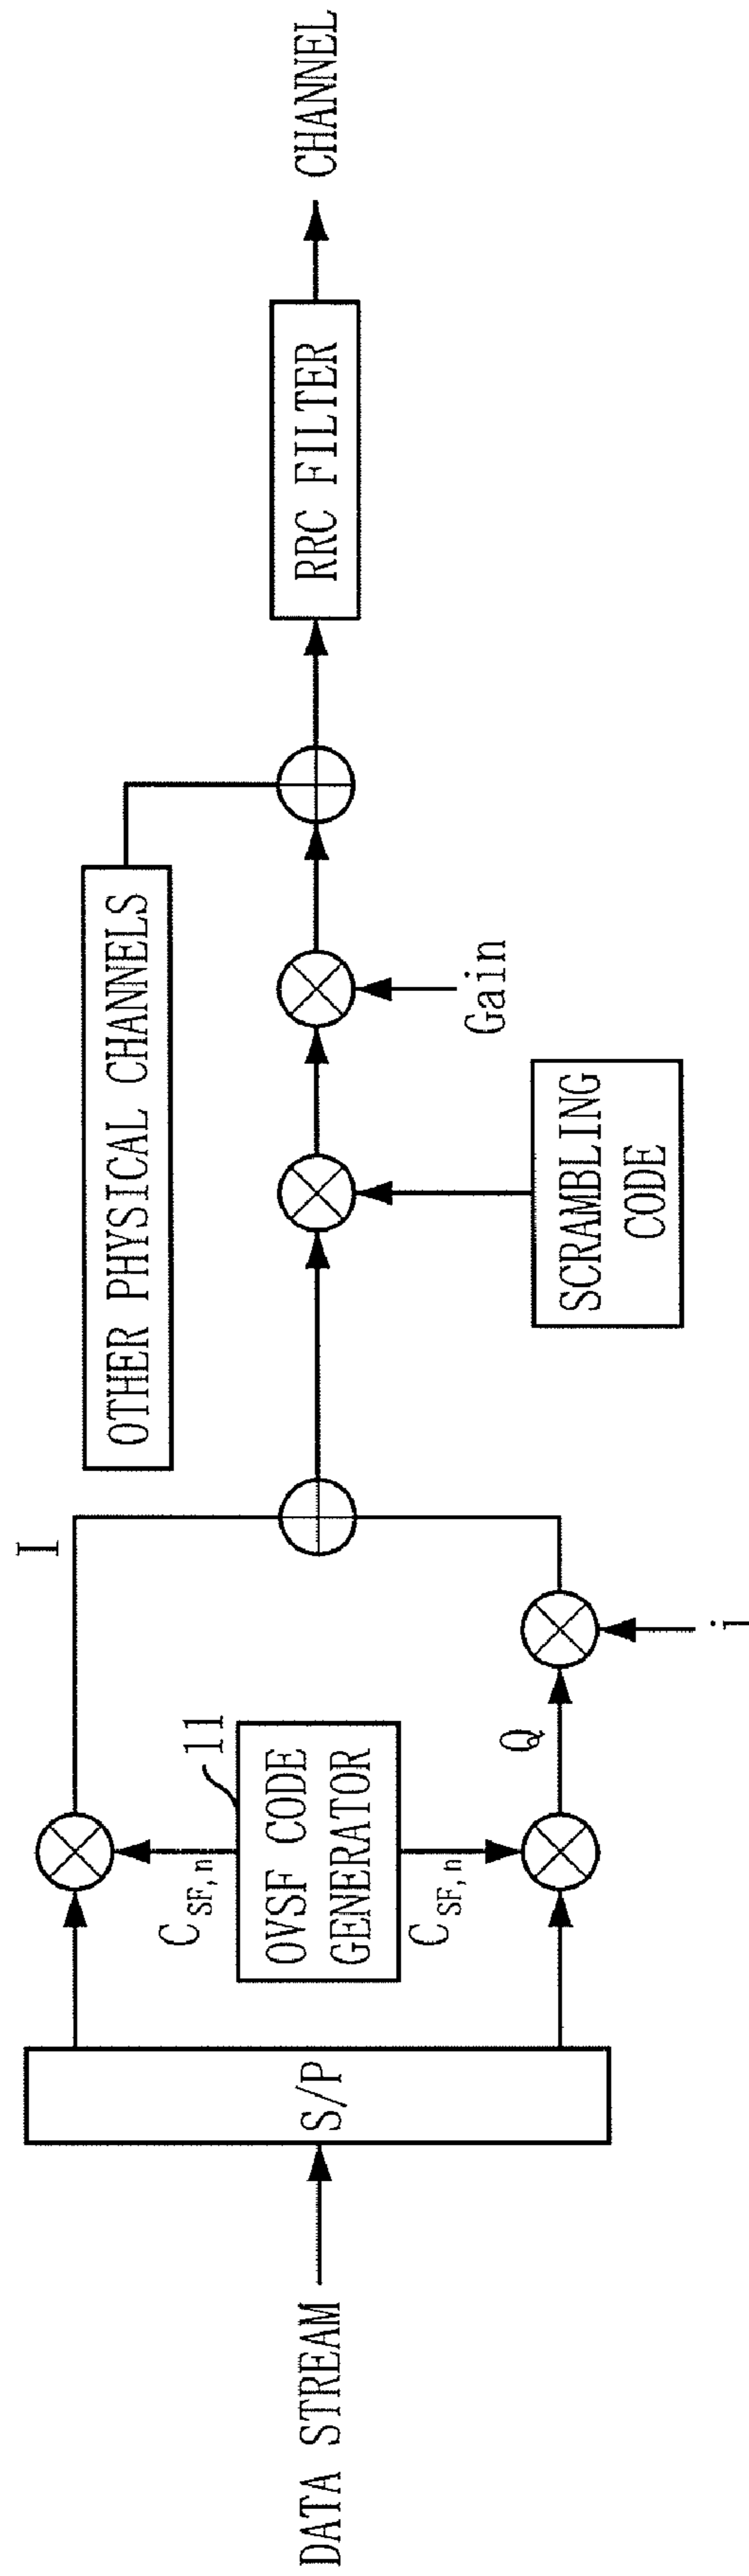 DATA STREAM
S/P
C_SF,n
OVSF CODE
GENERATOR
C_SF,n
11
I
Q
j
OTHER PHYSICAL CHANNELS
SCRAMBLING
CODE
Gain
RRC FILTER
CHANNEL